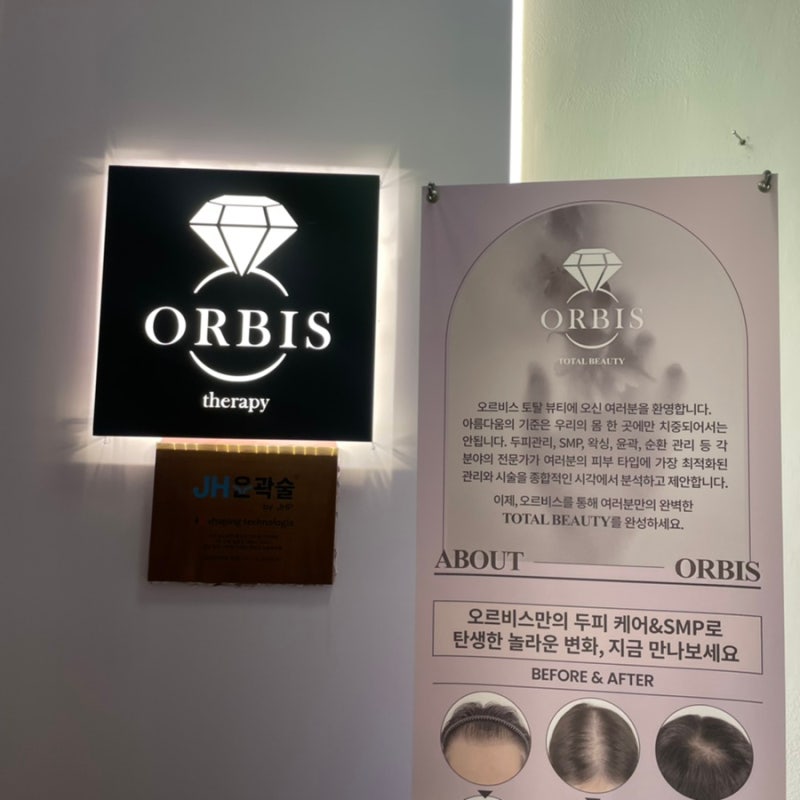 ORBIS
therapy
JH윤곽술
by JHP
shaping technologie
ORBIS
TOTAL BEAUTY
오르비스 토탈 뷰티에 오신 여러분을 환영합니다.
아름다움의 기준은 우리의 몸 한 곳에만 치중되어서는
안됩니다. 두피관리, SMP, 왁싱, 윤곽, 순환 관리 등 각
분야의 전문가가 여러분의 피부 타입에 가장 최적화된
관리와 시술을 종합적인 시각에서 분석하고 제안합니다.
이제, 오르비스를 통해 여러분만의 완벽한
TOTAL BEAUTY를 완성하세요.
ABOUT ORBIS
오르비스만의 두피 케어&SMP로
탄생한 놀라운 변화, 지금 만나보세요
BEFORE & AFTER